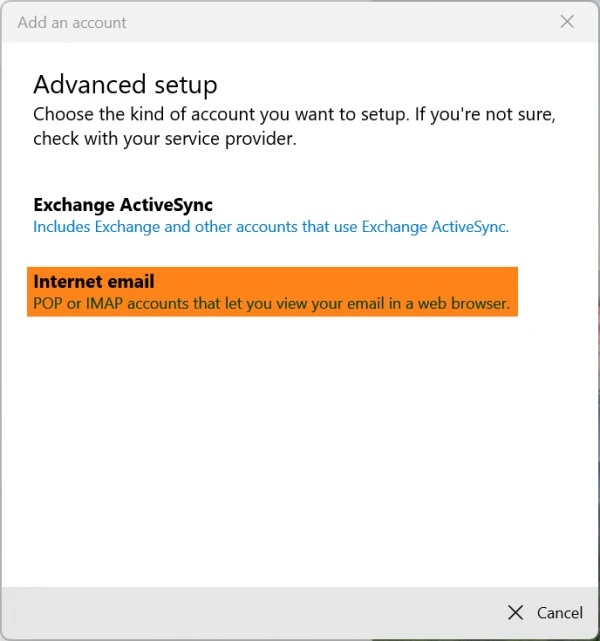 Add an account
Advanced setup
Choose the kind of account you want to setup. If you're not sure,
check with your service provider.
Exchange ActiveSync
Includes Exchange and other accounts that use Exchange ActiveSync.
Internet email
POP or IMAP accounts that let you view your email in a web browser.
Cancel